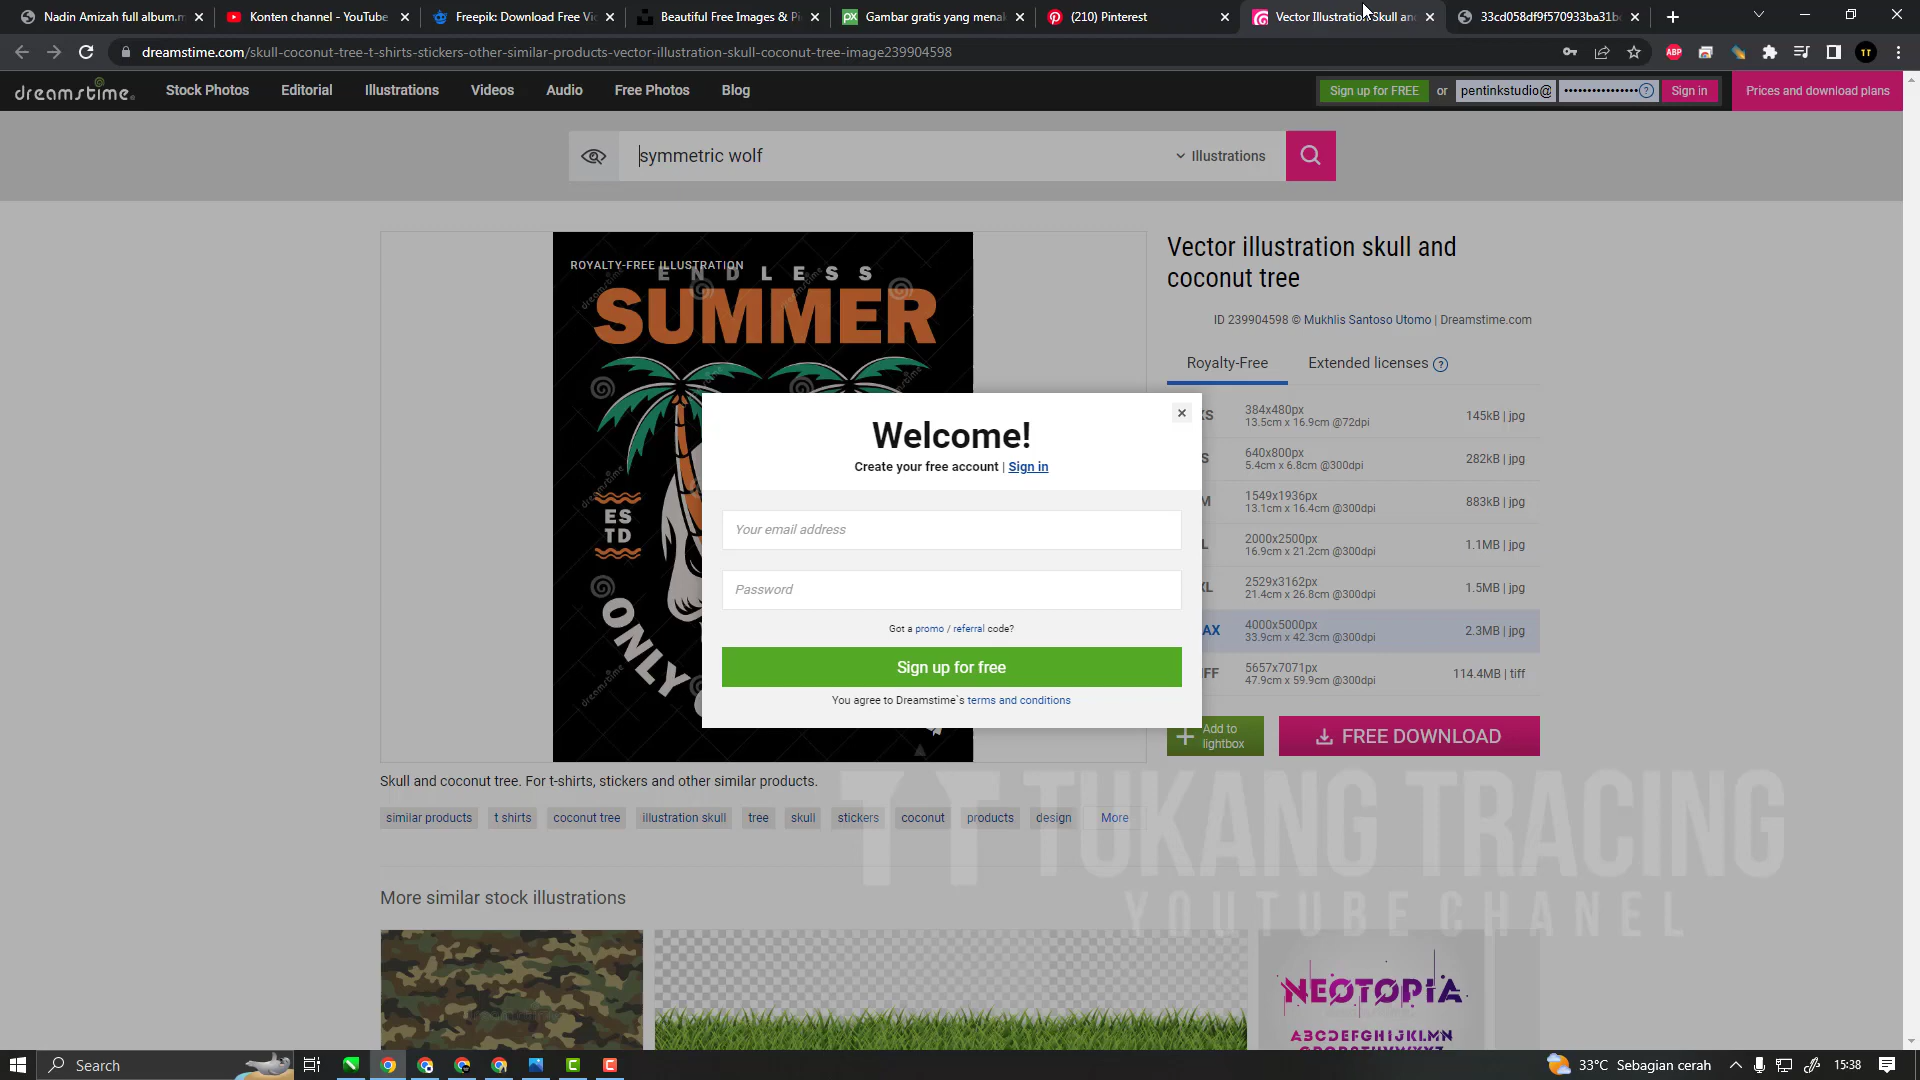 Nadin Amizah full album.m
Konten channel - YouTube
Freepik: Download Free Vi
Beautiful Free Images & Pi
Gambar gratis yang mena
(210) Pinterest
Vector Illustration Skull an
33cd058df9f570933ba31b
dreamstime.com/skull-coconut-tree-t-shirts-stickers-other-similar-products-vector-illustration-skull-coconut-tree-image239904598
ABP
TT
dreamstime.
Stock Photos
Editorial
Illustrations
Videos
Audio
Free Photos
Blog
Sign up for FREE
or
pentinkstudio@
Sign in
Prices and download plans
symmetric wolf
Illustrations
ROYALTY-FREE ILLUSTRATION
ENDLESS
SUMMER
ES
TD
ONLY
Vector illustration skull and
coconut tree
ID 239904598 © Mukhlis Santoso Utomo | Dreamstime.com
Royalty-Free
Extended licenses ?
XS 384x480px 145kB | jpg
13.5cm x 16.9cm @72dpi
S 640x800px 282kB | jpg
5.4cm x 6.8cm @300dpi
M 1549x1936px 883kB | jpg
13.1cm x 16.4cm @300dpi
L 2000x2500px 1.1MB | jpg
16.9cm x 21.2cm @300dpi
XL 2529x3162px 1.5MB | jpg
21.4cm x 26.8cm @300dpi
AX 4000x5000px 2.3MB | jpg
33.9cm x 42.3cm @300dpi
FF 5657x7071px 114.4MB | tiff
47.9cm x 59.9cm @300dpi
Add to
lightbox
FREE DOWNLOAD
Welcome!
Create your free account | Sign in
Your email address
Password
Got a promo / referral code?
Sign up for free
You agree to Dreamstime`s terms and conditions
Skull and coconut tree. For t-shirts, stickers and other similar products.
similar products
t shirts
coconut tree
illustration skull
tree
skull
stickers
coconut
products
design
More
TT TUKANG TRACING
YOUTUBE CHANEL
More similar stock illustrations
NEOTOPIA
ABCDEFGHIJKLMN
Search
33°C Sebagian cerah
15:38